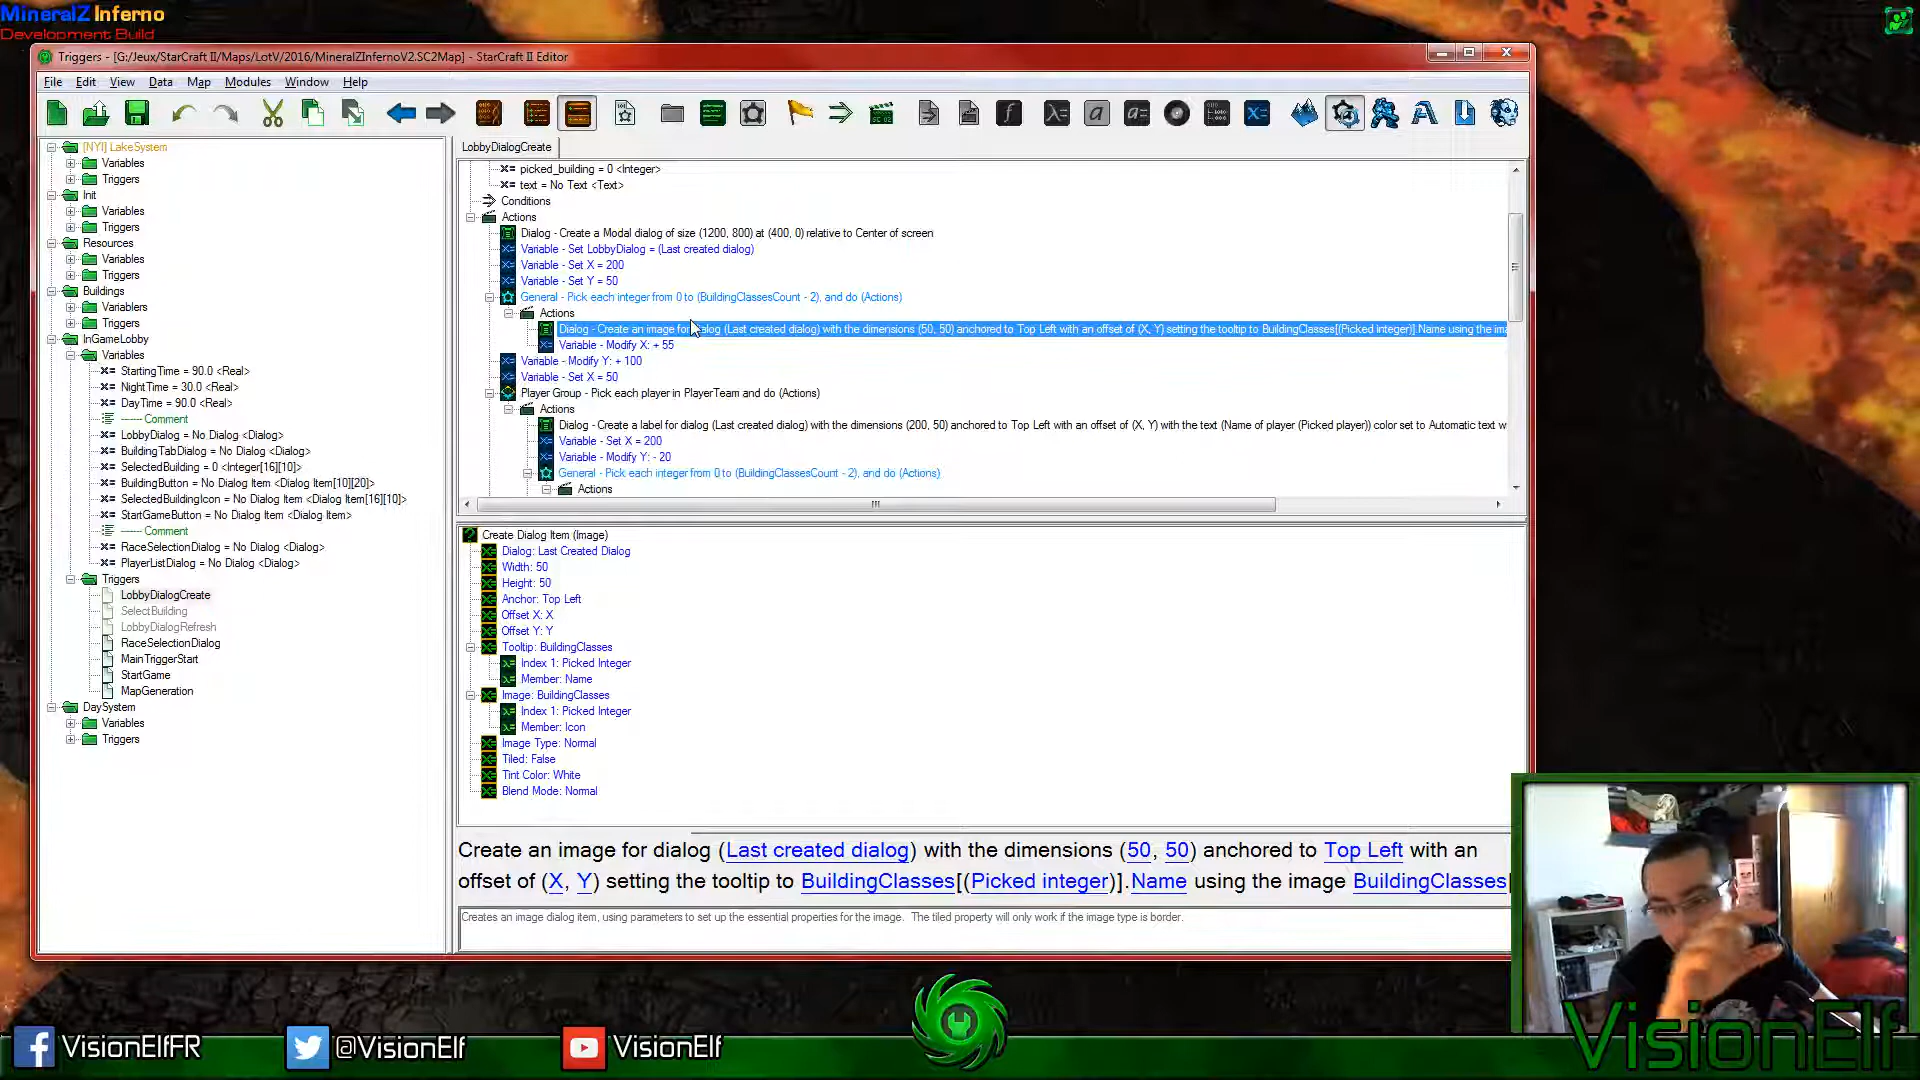 MineralZ Inferno
Development Build
Triggers - [G:/Jeux/StarCraft II/Maps/LotV/2016/MineralZInfernoV2.SC2Map] - StarCraft II Editor
File Edit View Data Map Modules Window Help
[NYI] LakeSystem
Variables
Triggers
Init
Variables
Triggers
Resources
Variables
Triggers
Buildings
Variablers
Triggers
InGameLobby
Variables
StartingTime = 90.0 <Real>
NightTime = 30.0 <Real>
DayTime = 90.0 <Real>
------- Comment
LobbyDialog = No Dialog <Dialog>
BuildingTabDialog = No Dialog <Dialog>
SelectedBuilding = 0 <Integer[16][10]>
BuildingButton = No Dialog Item <Dialog Item[10][20]>
SelectedBuildingIcon = No Dialog Item <Dialog Item[16][10]>
StartGameButton = No Dialog Item <Dialog Item>
------- Comment
RaceSelectionDialog = No Dialog <Dialog>
PlayerListDialog = No Dialog <Dialog>
Triggers
LobbyDialogCreate
SelectBuilding
LobbyDialogRefresh
RaceSelectionDialog
MainTriggerStart
StartGame
MapGeneration
DaySystem
Variables
Triggers
LobbyDialogCreate
picked_building = 0 <Integer>
text = No Text <Text>
Conditions
Actions
Dialog - Create a Modal dialog of size (1200, 800) at (400, 0) relative to Center of screen
Variable - Set LobbyDialog = (Last created dialog)
Variable - Set X = 200
Variable - Set Y = 50
General - Pick each integer from 0 to (BuildingClassesCount - 2), and do (Actions)
Actions
Dialog - Create an image for dialog (Last created dialog) with the dimensions (50, 50) anchored to Top Left with an offset of (X, Y) setting the tooltip to BuildingClasses[(Picked integer)].Name using the ima
Variable - Modify X: + 55
Variable - Modify Y: + 100
Variable - Set X = 50
Player Group - Pick each player in PlayerTeam and do (Actions)
Actions
Dialog - Create a label for dialog (Last created dialog) with the dimensions (200, 50) anchored to Top Left with an offset of (X, Y) with the text (Name of player (Picked player)) color set to Automatic text w
Variable - Set X = 200
Variable - Modify Y: - 20
General - Pick each integer from 0 to (BuildingClassesCount - 2), and do (Actions)
Actions
Create Dialog Item (Image)
Dialog: Last Created Dialog
Width: 50
Height: 50
Anchor: Top Left
Offset X: X
Offset Y: Y
Tooltip: BuildingClasses
Index 1: Picked Integer
Member: Name
Image: BuildingClasses
Index 1: Picked Integer
Member: Icon
Image Type: Normal
Tiled: False
Tint Color: White
Blend Mode: Normal
Create an image for dialog (Last created dialog) with the dimensions (50, 50) anchored to Top Left with an
offset of (X, Y) setting the tooltip to BuildingClasses[(Picked integer)].Name using the image BuildingClasses[
Creates an image dialog item, using parameters to set up the essential properties for the image. The tiled property will only work if the image type is border.
VisionElfFR
@VisionElf
VisionElf
VisionElf